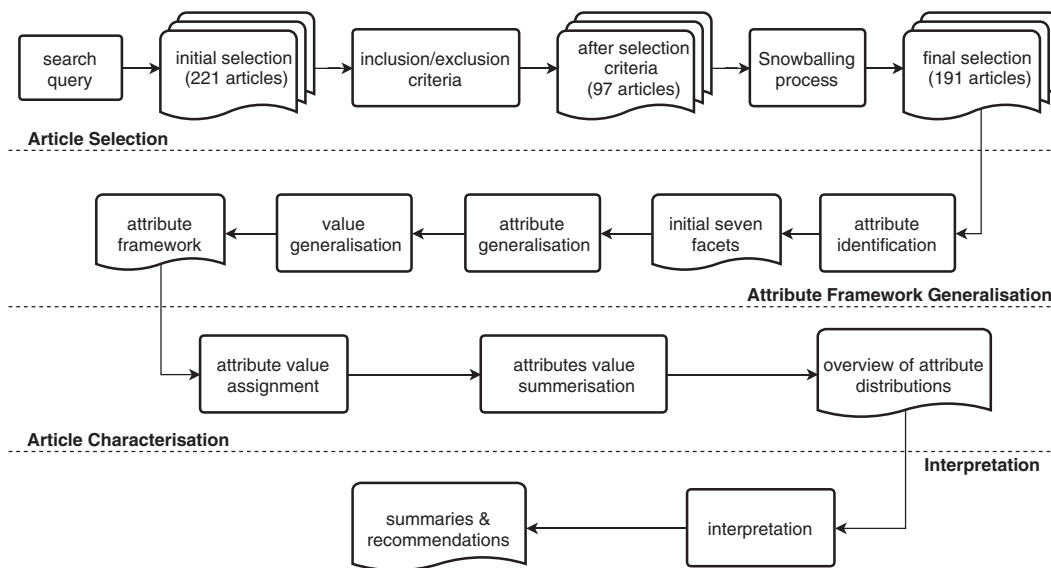 search
query
initial selection
(221 articles)
inclusion/exclusion
criteria
after selection
criteria
(97 articles)
Snowballing
process
final selection
(191 articles)
Article Selection
attribute
framework
value
generalisation
attribute
generalisation
initial seven
facets
attribute
identification
Attribute Framework Generalisation
attribute value
assignment
attributes value
summerisation
overview of attribute
distributions
Article Characterisation
Interpretation
summaries &
recommendations
interpretation